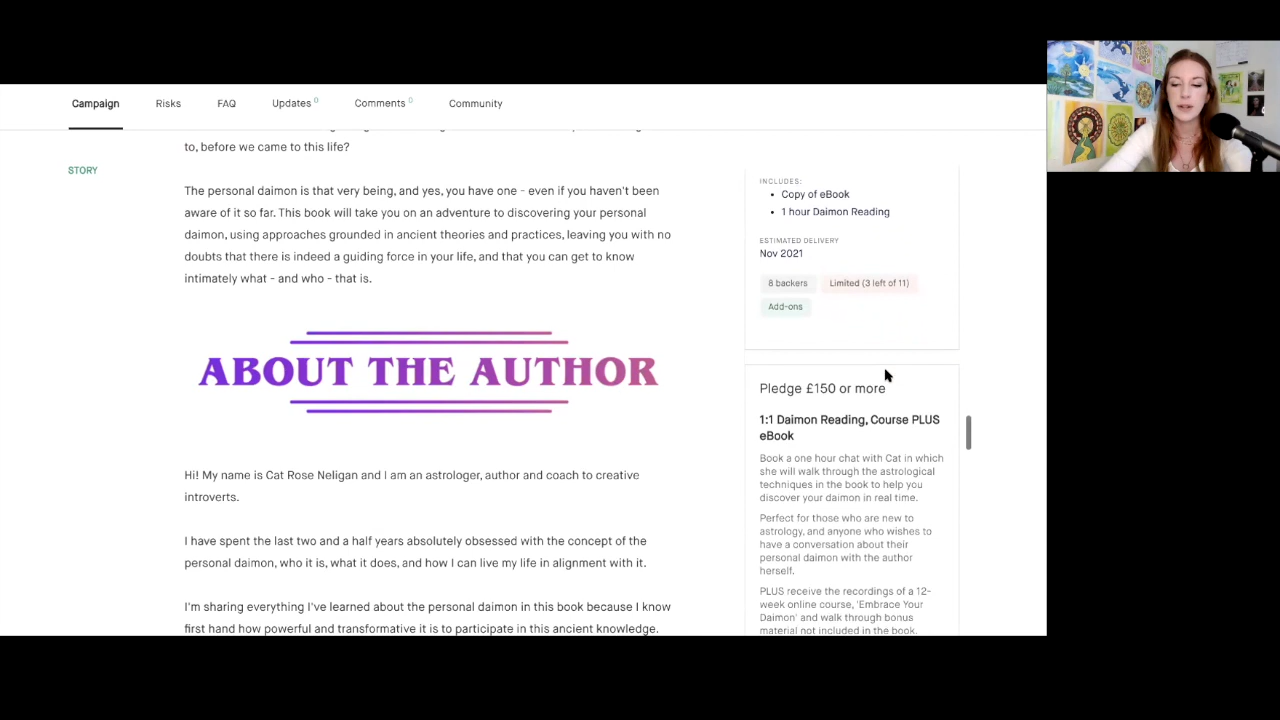 Campaign
Risks
FAQ
Updates 0
Comments 0
Community
to, before we came to this life?
STORY
The personal daimon is that very being, and yes, you have one - even if you haven't been
aware of it so far. This book will take you on an adventure to discovering your personal
daimon, using approaches grounded in ancient theories and practices, leaving you with no
doubts that there is indeed a guiding force in your life, and that you can get to know
intimately what - and who - that is.
ABOUT THE AUTHOR
Hi! My name is Cat Rose Neligan and I am an astrologer, author and coach to creative
introverts.
I have spent the last two and a half years absolutely obsessed with the concept of the
personal daimon, who it is, what it does, and how I can live my life in alignment with it.
I'm sharing everything I've learned about the personal daimon in this book because I know
first hand how powerful and transformative it is to participate in this ancient knowledge.
INCLUDES:
• Copy of eBook
• 1 hour Daimon Reading
ESTIMATED DELIVERY
Nov 2021
8 backers
Limited (3 left of 11)
Add-ons
Pledge £150 or more
1:1 Daimon Reading, Course PLUS
eBook
Book a one hour chat with Cat in which
she will walk through the astrological
techniques in the book to help you
discover your daimon in real time.
Perfect for those who are new to
astrology, and anyone who wishes to
have a conversation about their
personal daimon with the author
herself.
PLUS receive the recordings of a 12-
week online course, 'Embrace Your
Daimon' and walk through bonus
material not included in the book.